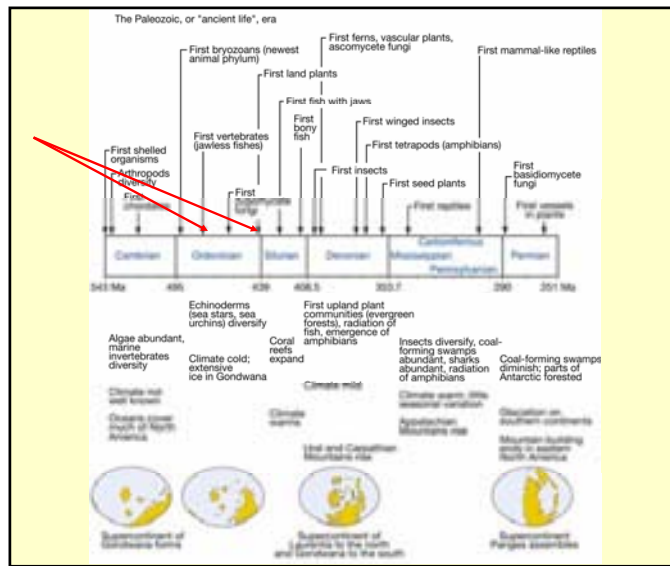 The Paleozoic, or "ancient life", era
First ferns, vascular plants,
ascomycete fungi
First bryozoans (newest
animal phylum)
First mammal-like reptiles
First land plants
First fish with jaws
First
bony
fish
First winged insects
First vertebrates
(jawless fishes)
First tetrapods (amphibians)
First shelled
organisms
Arthropods
diversify
First
basidiomycete
fungi
First insects
First
chordates
First
fungi
First seed plants
First reptiles
First vessels
in plants
Carboniferous
Cambrian
Ordovician
Silurian
Devonian
Mississippian
Permian
Pennsylvanian
543 Ma
495
439
408.5
353.7
290
251 Ma
Echinoderms
(sea stars, sea
urchins) diversify
First upland plant
communities (evergreen
forests), radiation of
fish, emergence of
amphibians
Algae abundant,
marine
invertebrates
diversify
Coral
reefs
expand
Insects diversify, coal-
forming swamps
abundant, sharks
abundant, radiation
of amphibians
Climate cold;
extensive
ice in Gondwana
Coal-forming swamps
diminish; parts of
Antarctic forested
Climate mild
Climate not
well known
Climate warm, little
seasonal variation
Oceans cover
much of North
America
Climate
warms
Appalachian
Mountains rise
Glaciation on
southern continents
Ural and Carpathian
Mountains rise
Mountain building
ends in eastern
North America
Supercontinent of
Gondwana forms
Supercontinent of
Laurentia to the north
and Gondwana to the south
Supercontinent
Pangea assembles